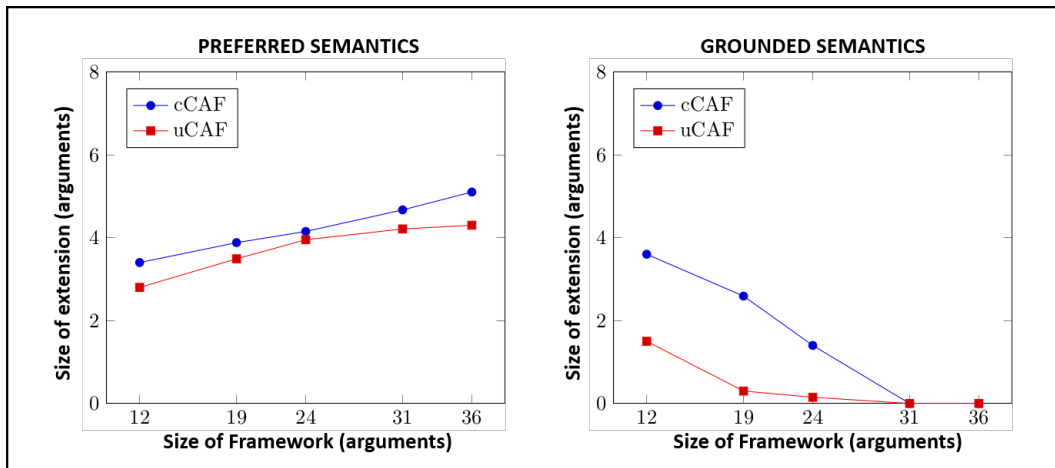 PREFERRED SEMANTICS
8
6
4
2
0
cCAF
uCAF
12 19 24 31 36
Size of extension (arguments)
Size of Framework (arguments)
GROUNDED SEMANTICS
8
6
4
2
0
cCAF
uCAF
12 19 24 31 36
Size of extension (arguments)
Size of Framework (arguments)